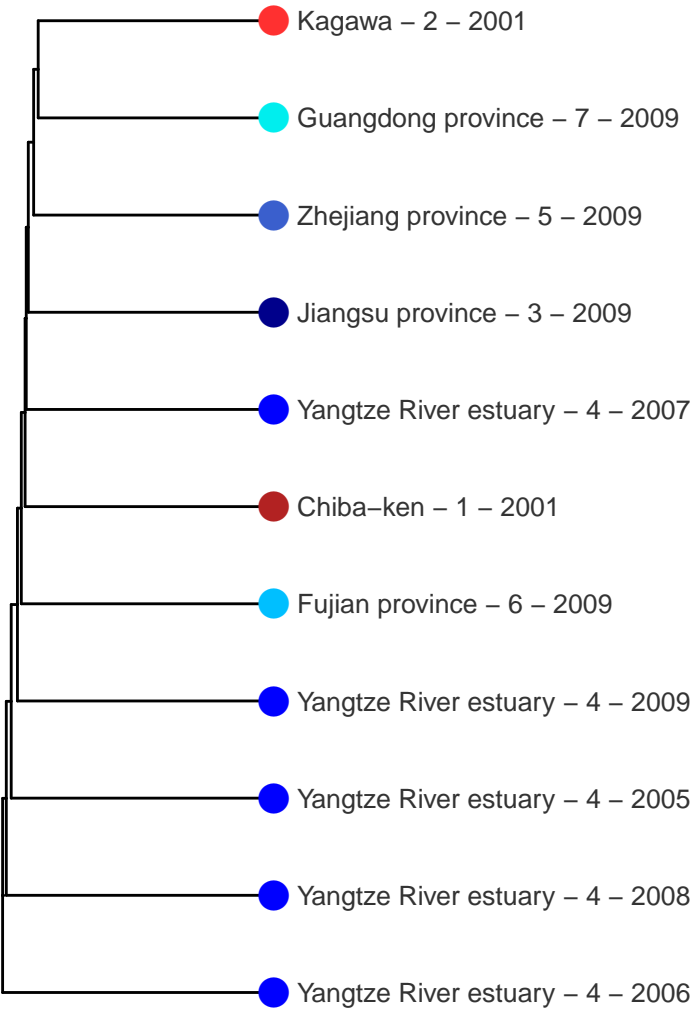 Kagawa – 2 – 2001
Guangdong province – 7 – 2009
Zhejiang province – 5 – 2009
Jiangsu province – 3 – 2009
Yangtze River estuary – 4 – 2007
Chiba–ken – 1 – 2001
Fujian province – 6 – 2009
Yangtze River estuary – 4 – 2009
Yangtze River estuary – 4 – 2005
Yangtze River estuary – 4 – 2008
Yangtze River estuary – 4 – 2006